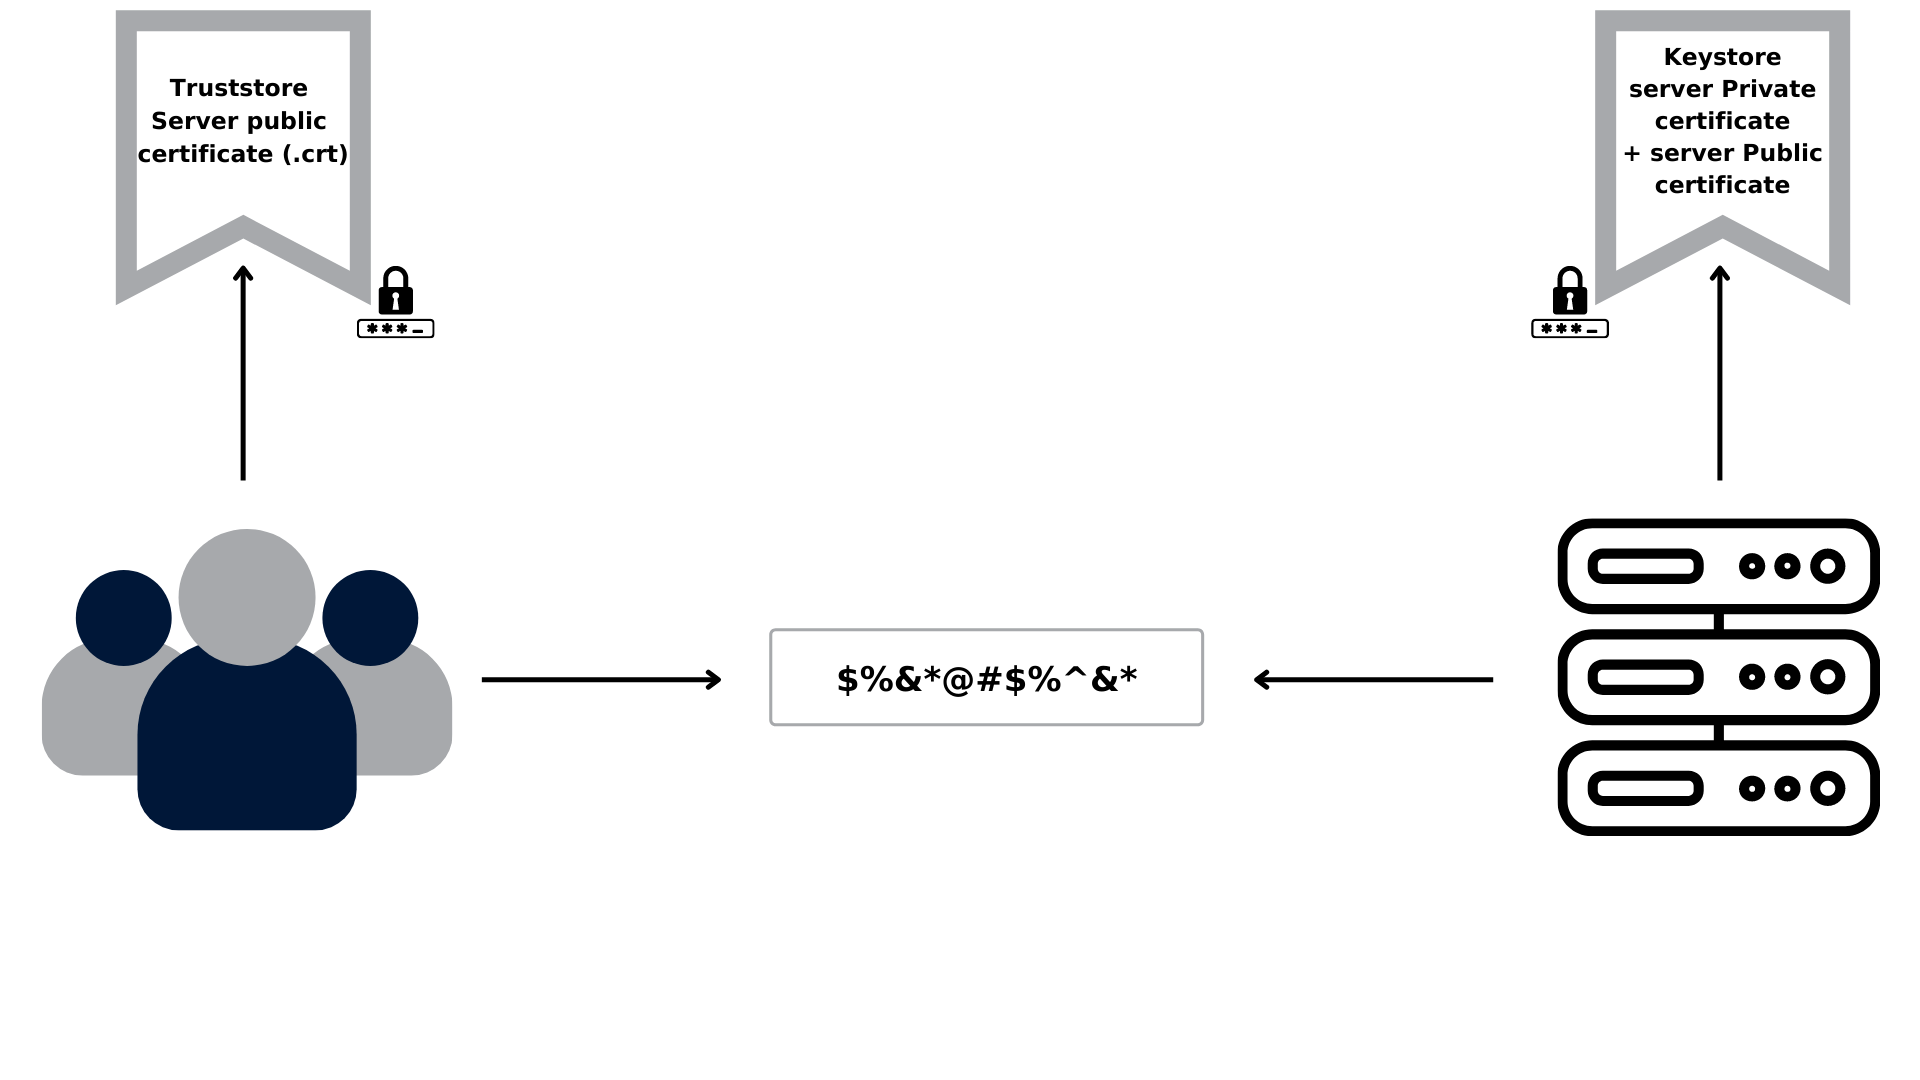 Truststore
Server public
certificate (.crt)
Keystore
server Private
certificate
+ server Public
certificate
***_
***_
$%&*@#$%^&*